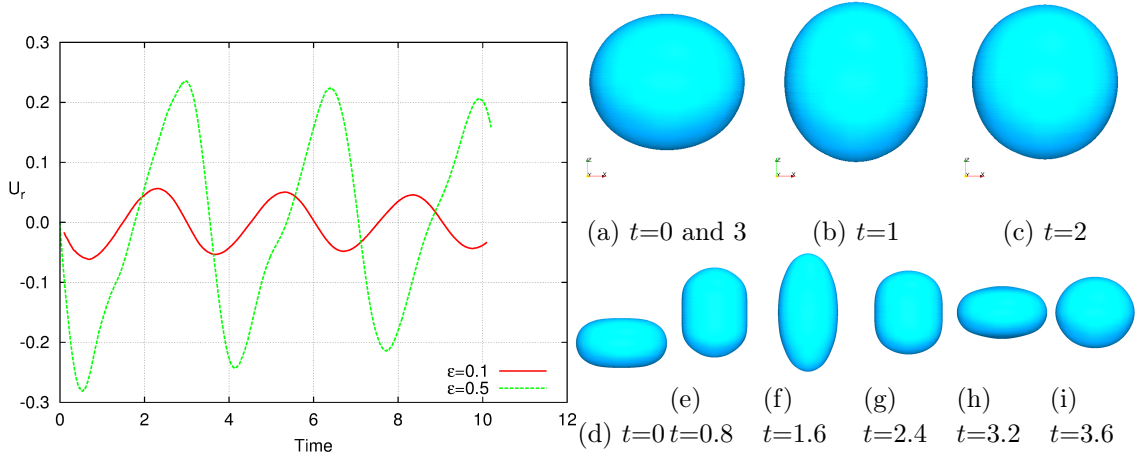 0.3
0.2
0.1
0.0
-0.1
-0.2
-0.3
U_r
0 2 4 6 8 10 12
Time
ε=0.1
ε=0.5
(a) t=0 and 3
(b) t=1
(c) t=2
(d) t=0
(e)
t=0.8
(f)
t=1.6
(g)
t=2.4
(h)
t=3.2
(i)
t=3.6